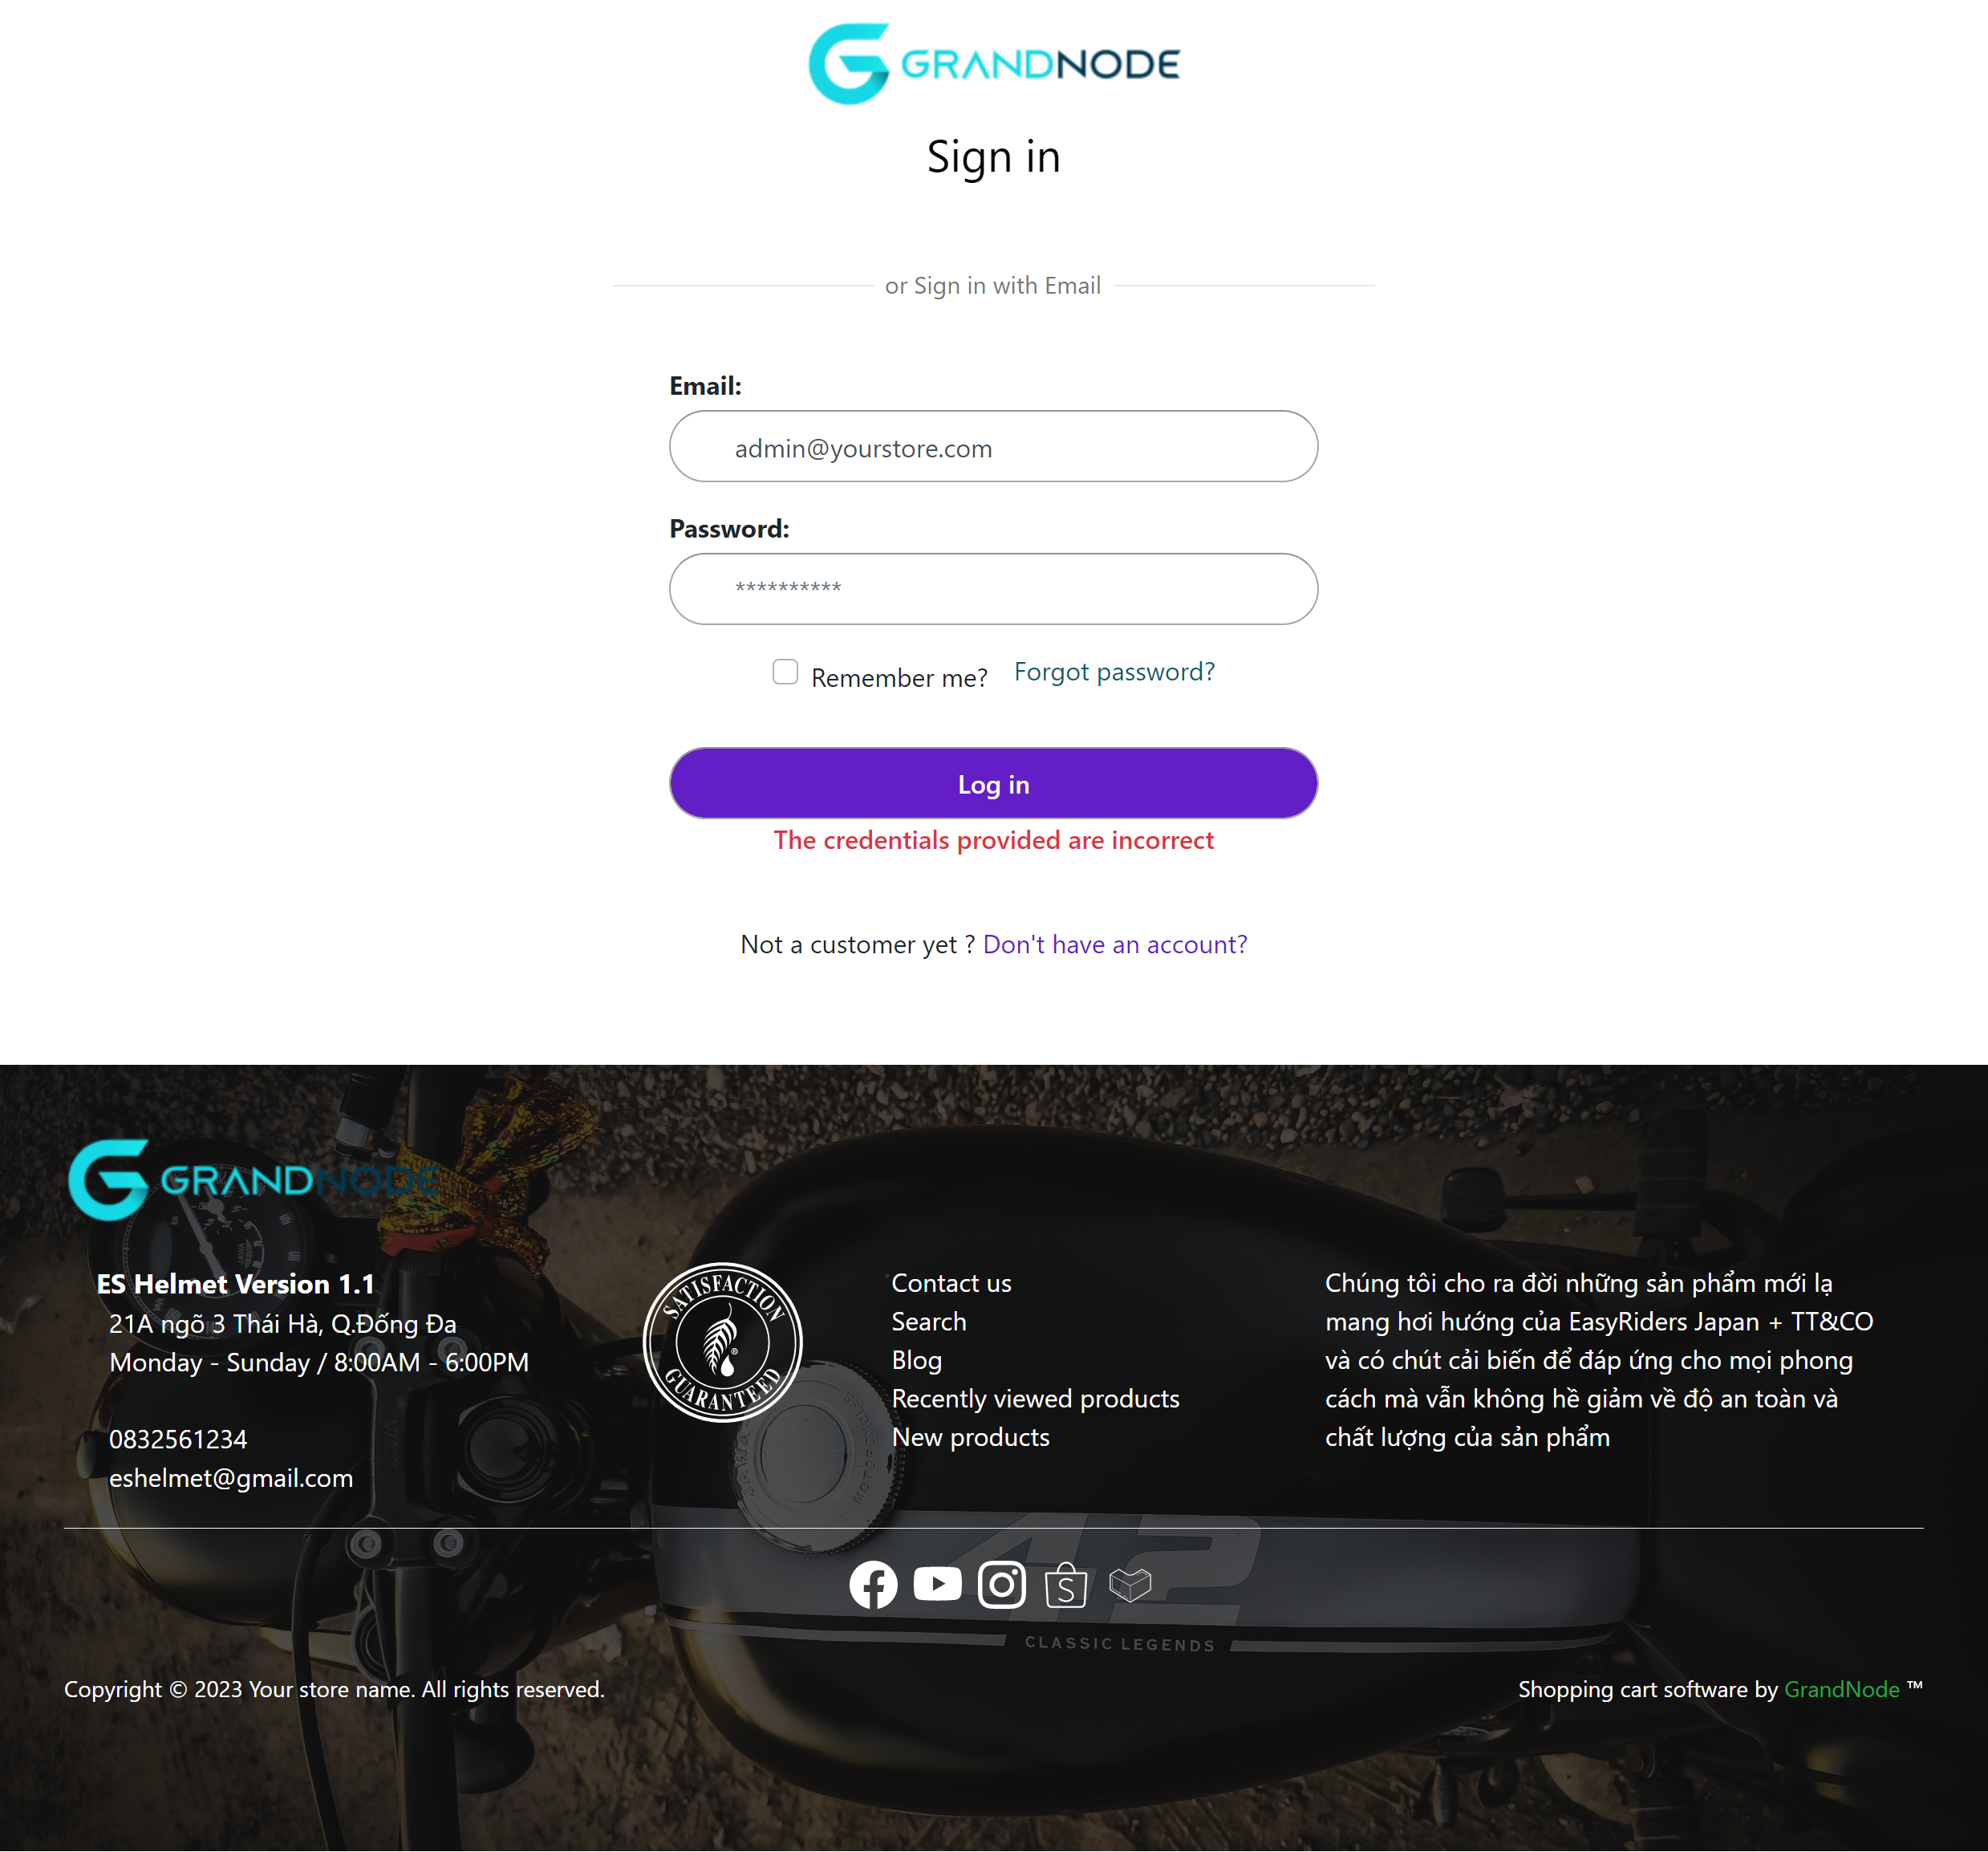 GRANDNODE
Sign in
or Sign in with Email
Email:
admin@yourstore.com
Password:
**********
Remember me? Forgot password?
Log in
The credentials provided are incorrect
Not a customer yet ? Don't have an account?
GRANDNODE
ES Helmet Version 1.1
21A ngõ 3 Thái Hà, Q.Đống Đa
Monday - Sunday / 8:00AM - 6:00PM
0832561234
eshelmet@gmail.com
SATISFACTION
GUARANTEED
®
Contact us
Search
Blog
Recently viewed products
New products
Chúng tôi cho ra đời những sản phẩm mới lạ
mang hơi hướng của EasyRiders Japan + TT&CO
và có chút cải biến để đáp ứng cho mọi phong
cách mà vẫn không hề giảm về độ an toàn và
chất lượng của sản phẩm
42
CLASSIC LEGENDS
Copyright © 2023 Your store name. All rights reserved.
Shopping cart software by GrandNode ™